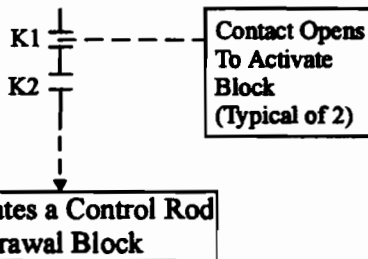 K1
Contact Opens
To Activate
Block
(Typical of 2)
K2
a Control Rod
Block